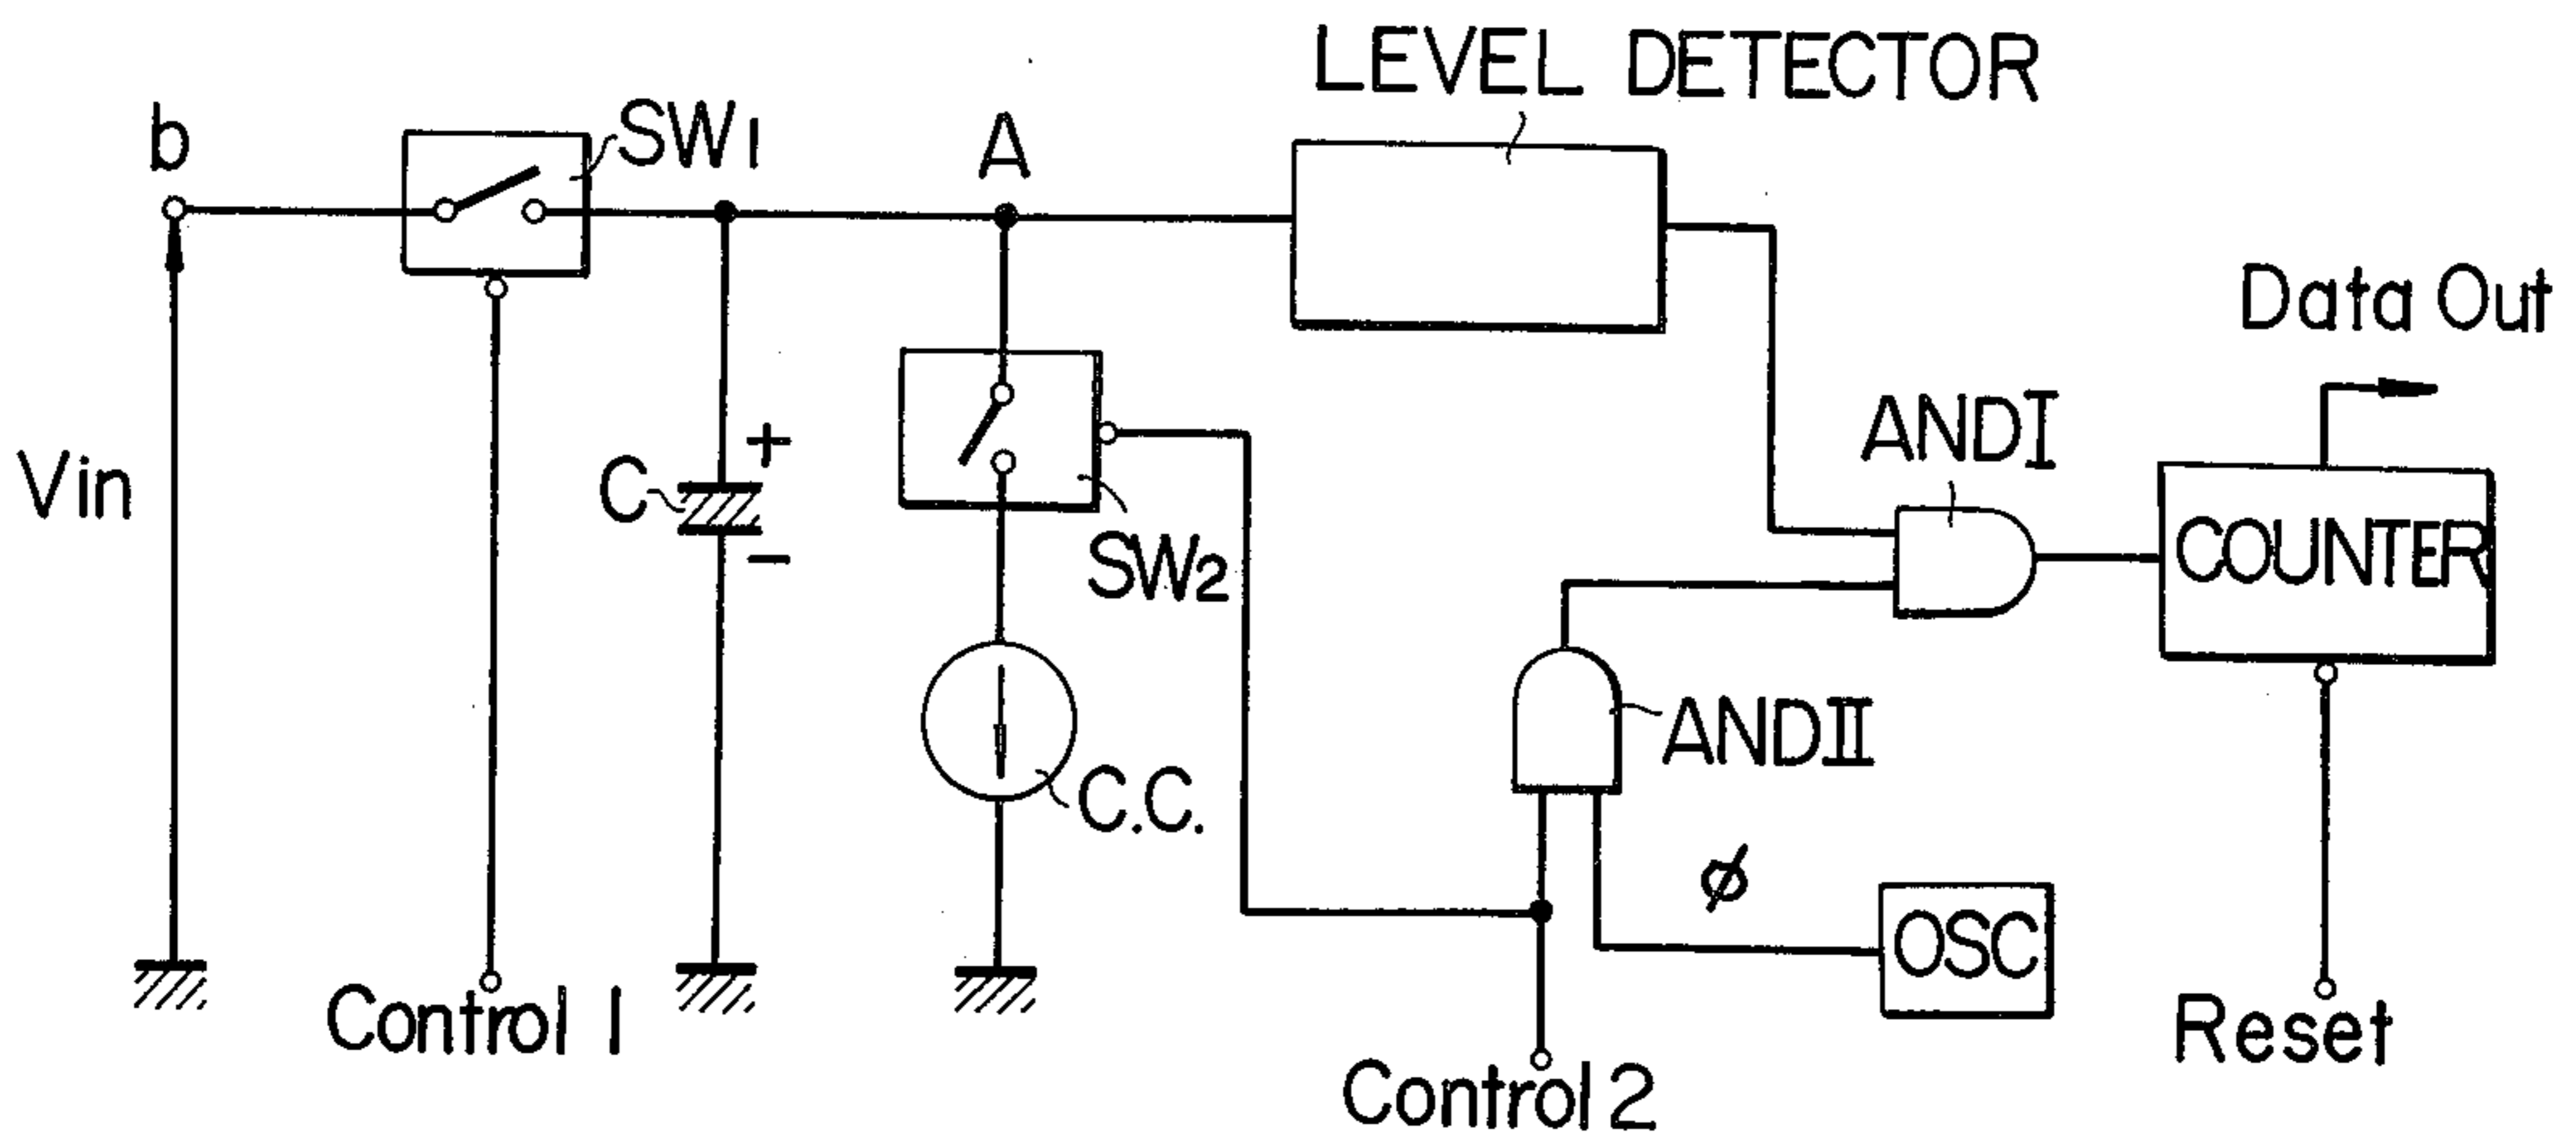 LEVEL DETECTOR
b
SW1
A
Data Out
ANDI
Vin
C
+
-
SW2
COUNTER
ANDII
C.C.
ϕ
OSC
Control 1
Reset
Control 2